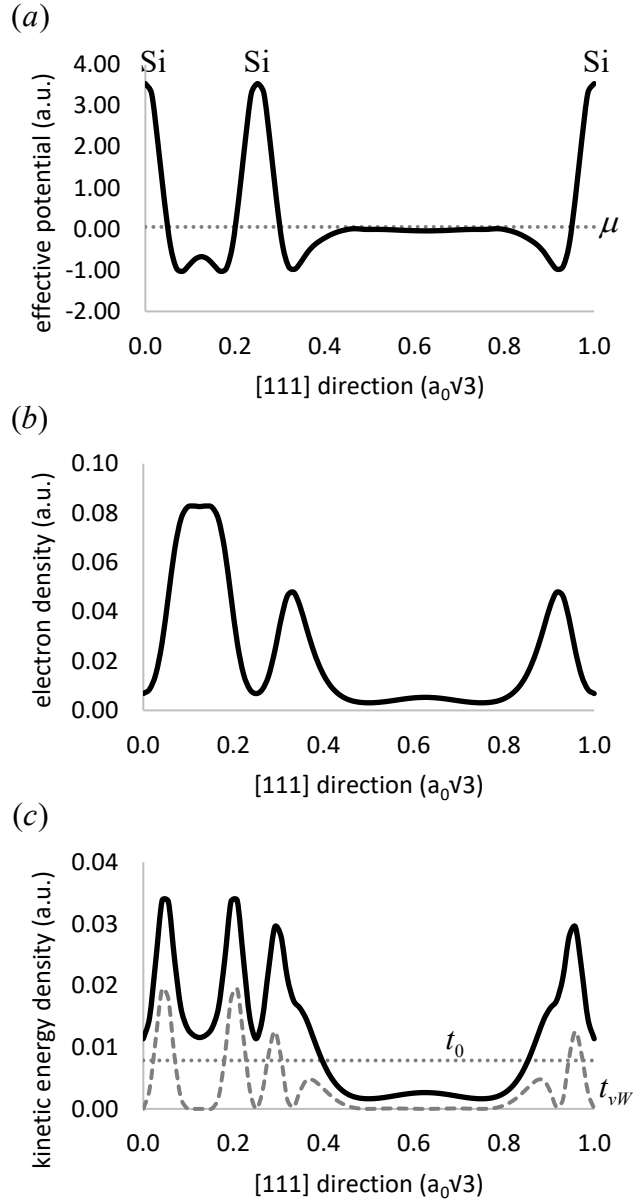 (a)
Si Si Si
4.00
3.00
2.00
1.00
0.00
-1.00
-2.00
effective potential (a.u.)
μ
0.0 0.2 0.4 0.6 0.8 1.0
[111] direction (a₀√3)
(b)
0.10
0.08
0.06
0.04
0.02
0.00
electron density (a.u.)
0.0 0.2 0.4 0.6 0.8 1.0
[111] direction (a₀√3)
(c)
0.04
0.03
0.02
0.01
0.00
kinetic energy density (a.u.)
t₀
tvW
0.0 0.2 0.4 0.6 0.8 1.0
[111] direction (a₀√3)